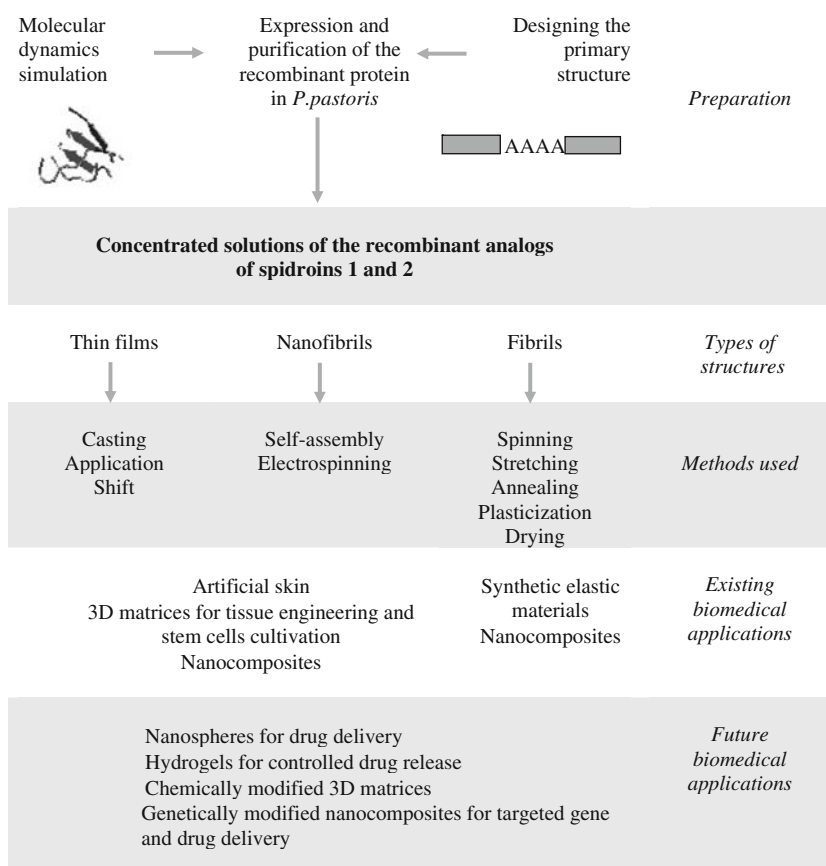 Molecular
dynamics
simulation
Expression and
purification of the
recombinant protein
in P.pastoris
Designing the
primary
structure
Preparation
AAAA
Concentrated solutions of the recombinant analogs
of spidroins 1 and 2
Thin films
Nanofibrils
Fibrils
Types of
structures
Casting
Application
Shift
Self-assembly
Electrospinning
Spinning
Stretching
Annealing
Plasticization
Drying
Methods used
Artificial skin
3D matrices for tissue engineering and
stem cells cultivation
Nanocomposites
Synthetic elastic
materials
Nanocomposites
Existing
biomedical
applications
Nanospheres for drug delivery
Hydrogels for controlled drug release
Chemically modified 3D matrices
Genetically modified nanocomposites for targeted gene
and drug delivery
Future
biomedical
applications